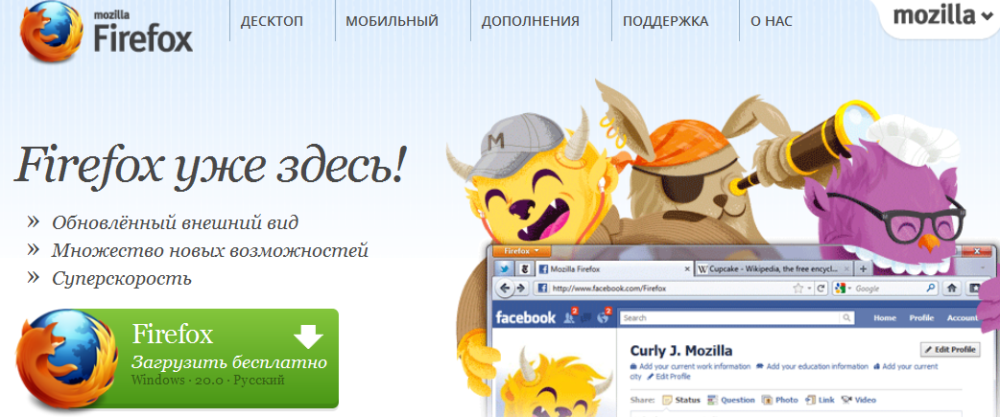 mozilla
Firefox
ДЕСКТОП
МОБИЛЬНЫЙ
ДОПОЛНЕНИЯ
ПОДДЕРЖКА
О НАС
mozilla
M
Firefox уже здесь!
» Обновлённый внешний вид
» Множество новых возможностей
» Суперскорость
Firefox
Загрузить бесплатно
Windows · 20.0 · Русский
Firefox
Mozilla Firefox
Cupcake - Wikipedia, the free encycl...
http://www.facebook.com/Firefox
Google
facebook
2
2
Search
Home Profile Account
Curly J. Mozilla
Edit Profile
Add your current work information Add your education information Add your current
city Edit Profile
Share: Status Question Photo Link Video